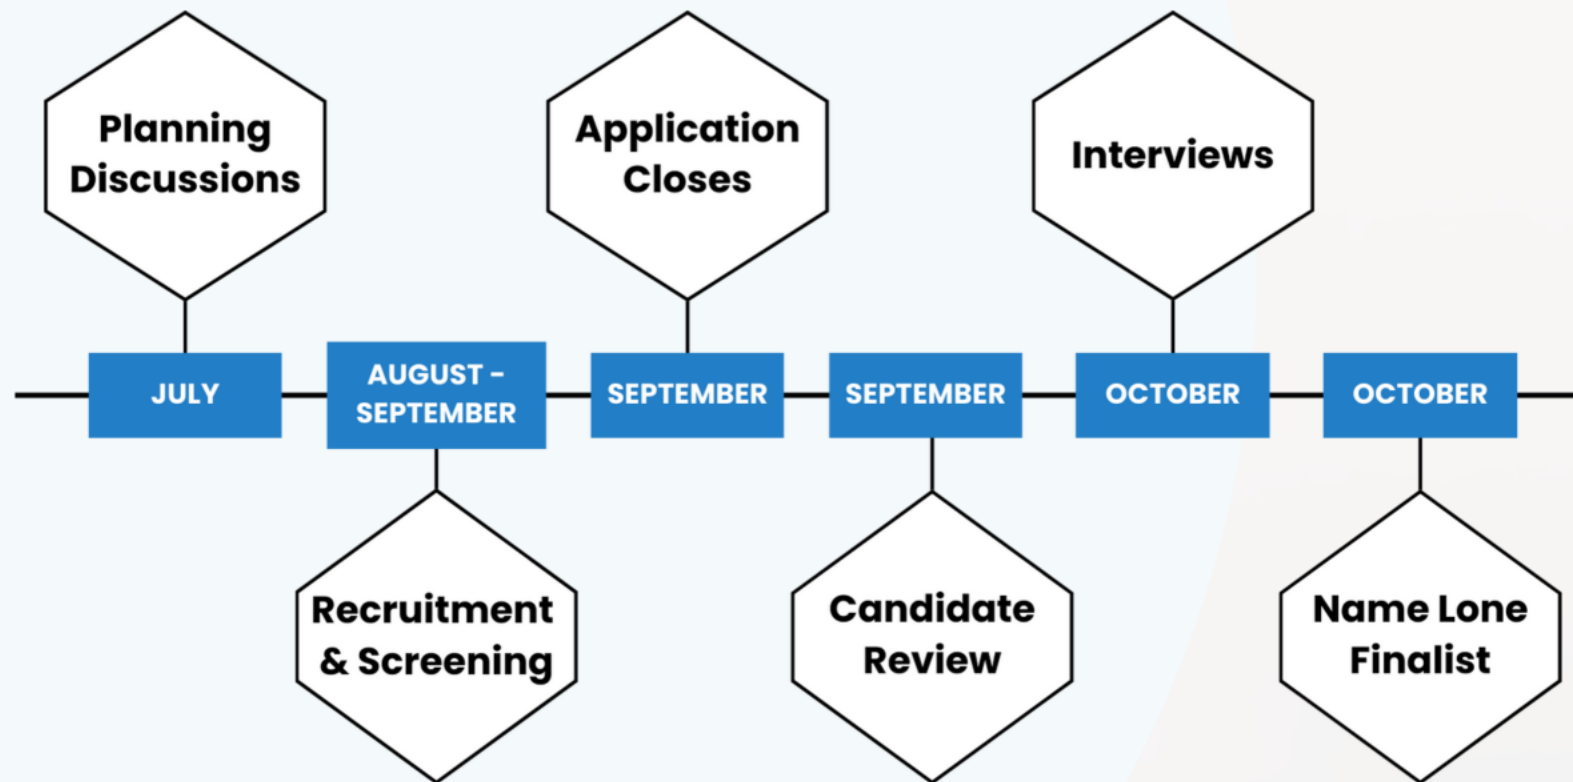 Planning
Discussions
Application
Closes
Interviews
JULY
AUGUST –
SEPTEMBER
SEPTEMBER
SEPTEMBER
OCTOBER
OCTOBER
Recruitment
& Screening
Candidate
Review
Name Lone
Finalist